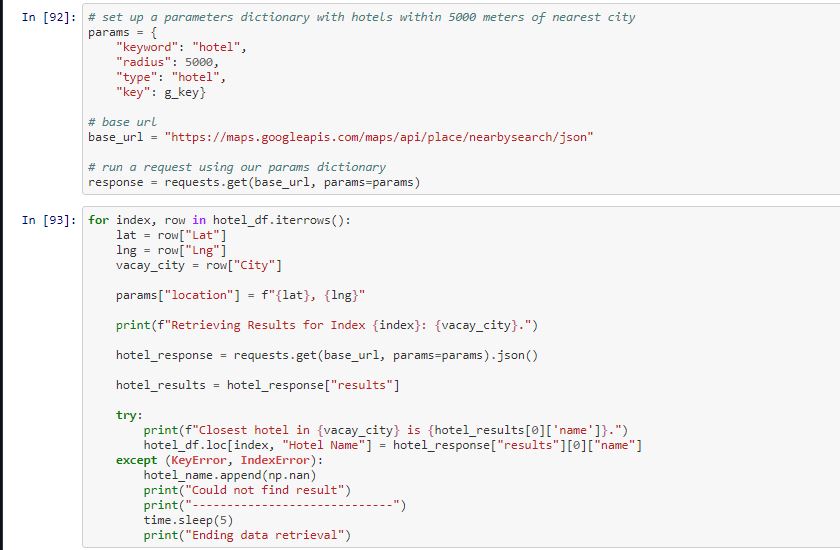 In [92]: # set up a parameters dictionary with hotels within 5000 meters of nearest city
params = {
    "keyword": "hotel",
    "radius": 5000,
    "type": "hotel",
    "key": g_key}

# base url
base_url = "https://maps.googleapis.com/maps/api/place/nearbysearch/json"

# run a request using our params dictionary
response = requests.get(base_url, params=params)

In [93]: for index, row in hotel_df.iterrows():
    lat = row["Lat"]
    lng = row["Lng"]
    vacay_city = row["City"]

    params["location"] = f"{lat}, {lng}"

    print(f"Retrieving Results for Index {index}: {vacay_city}.")

    hotel_response = requests.get(base_url, params=params).json()

    hotel_results = hotel_response["results"]

    try:
        print(f"Closest hotel in {vacay_city} is {hotel_results[0]['name']}.")
        hotel_df.loc[index, "Hotel Name"] = hotel_response["results"][0]["name"]
    except (KeyError, IndexError):
        hotel_name.append(np.nan)
        print("Could not find result")
        print("----------------------------")
        time.sleep(5)
        print("Ending data retrieval")